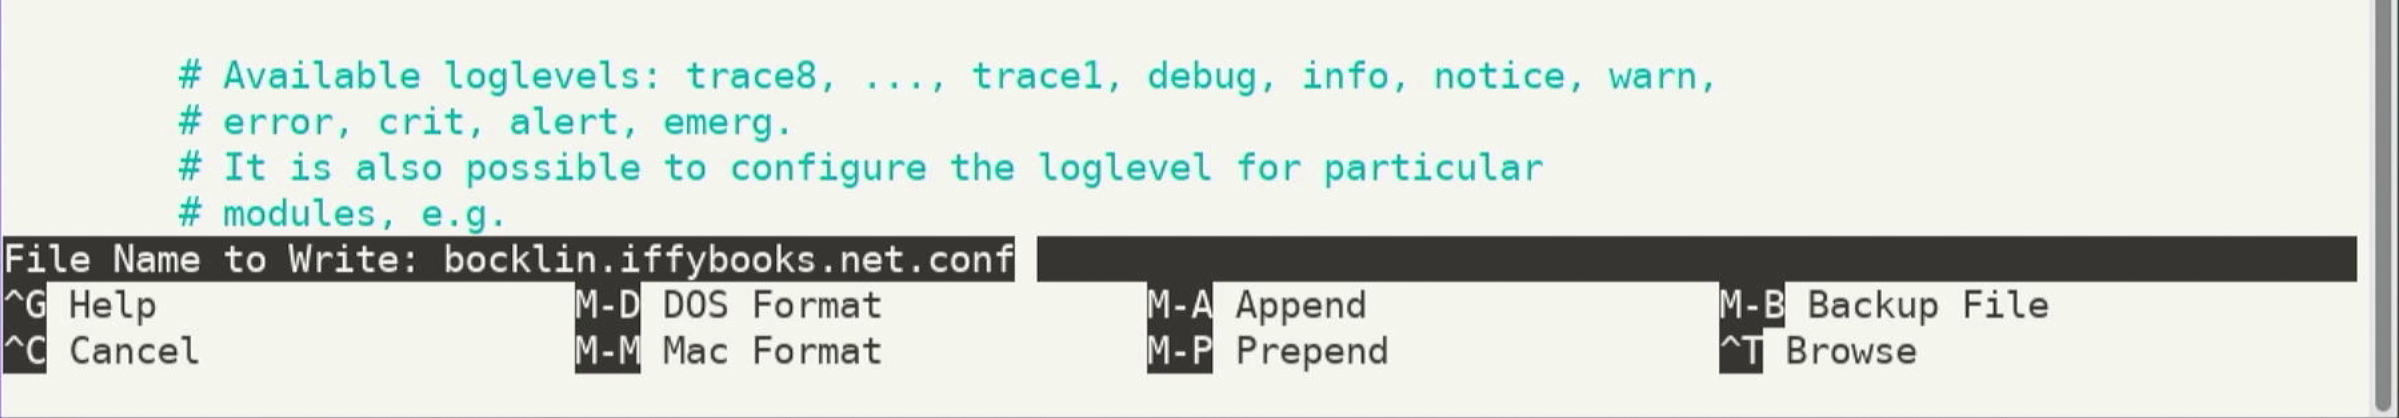 # Available loglevels: trace8, ..., trace1, debug, info, notice, warn,
# error, crit, alert, emerg.
# It is also possible to configure the loglevel for particular
# modules, e.g.
File Name to Write: bocklin.iffybooks.net.conf
^G Help M-D DOS Format M-A Append M-B Backup File
^C Cancel M-M Mac Format M-P Prepend ^T Browse